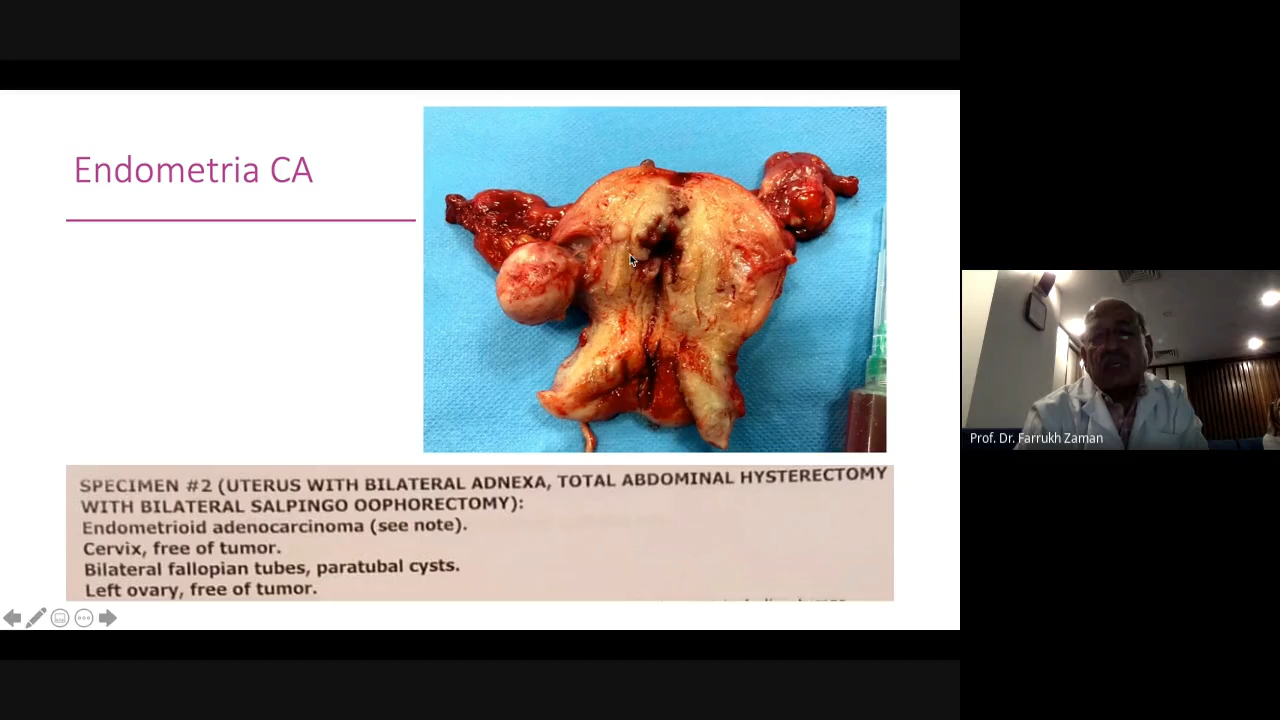 Endometria CA
SPECIMEN #2 (UTERUS WITH BILATERAL ADNEXA, TOTAL ABDOMINAL HYSTERECTOMY
WITH BILATERAL SALPINGO OOPHORECTOMY):
Endometrioid adenocarcinoma (see note).
Cervix, free of tumor.
Bilateral fallopian tubes, paratubal cysts.
Left ovary, free of tumor.
Prof. Dr. Farrukh Zaman